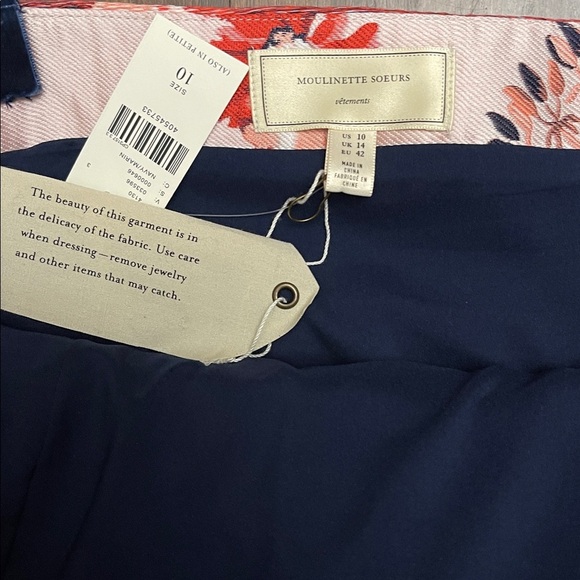 MOULINETTE SOEURS
vêtements
US 10
UK 14
RU 42
MADE IN
CHINA
FABRIQUÉ EN
CHINE
(ALSO IN PETITE)
SIZE
10
40545733
NAVY/MARIN
The beauty of this garment is in
the delicacy of the fabric. Use care
when dressing—remove jewelry
and other items that may catch.